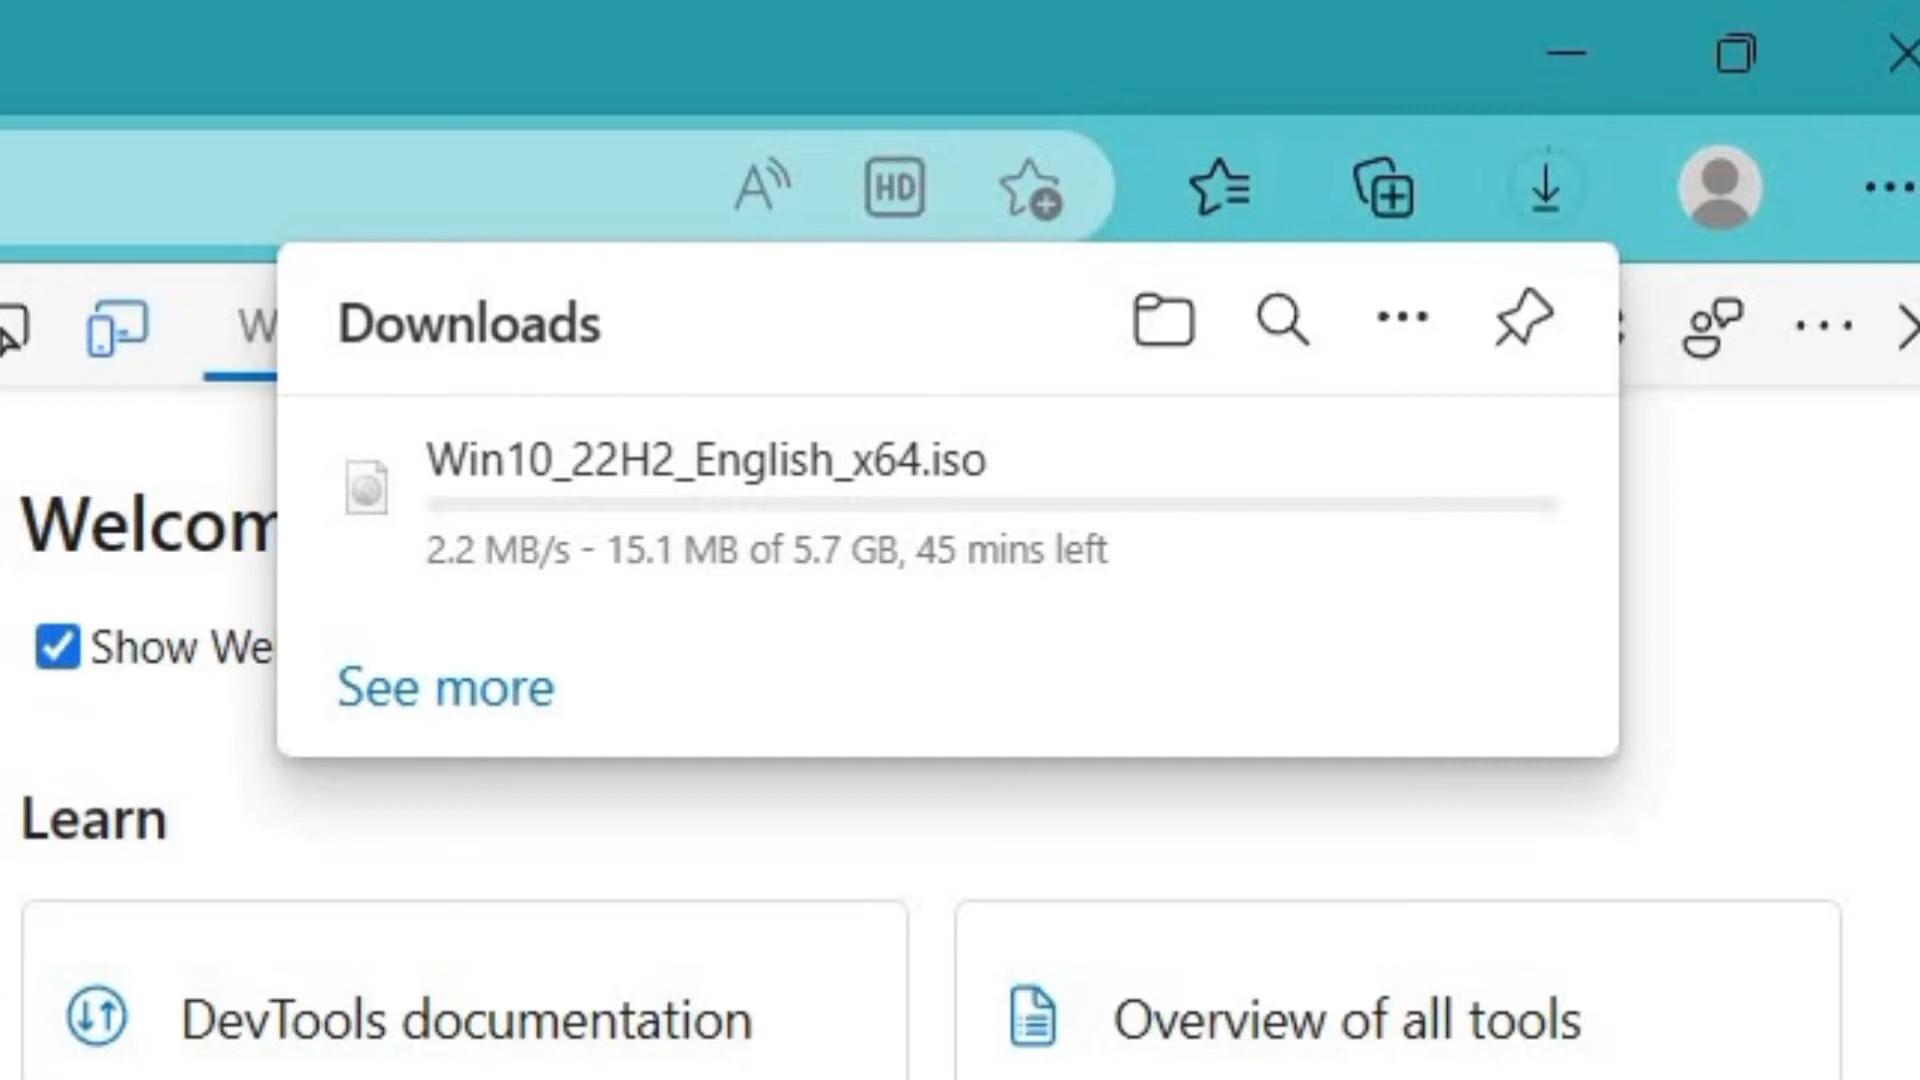 HD
W
Downloads
Win10_22H2_English_x64.iso
2.2 MB/s - 15.1 MB of 5.7 GB, 45 mins left
See more
Welcom
Show We
Learn
DevTools documentation
Overview of all tools